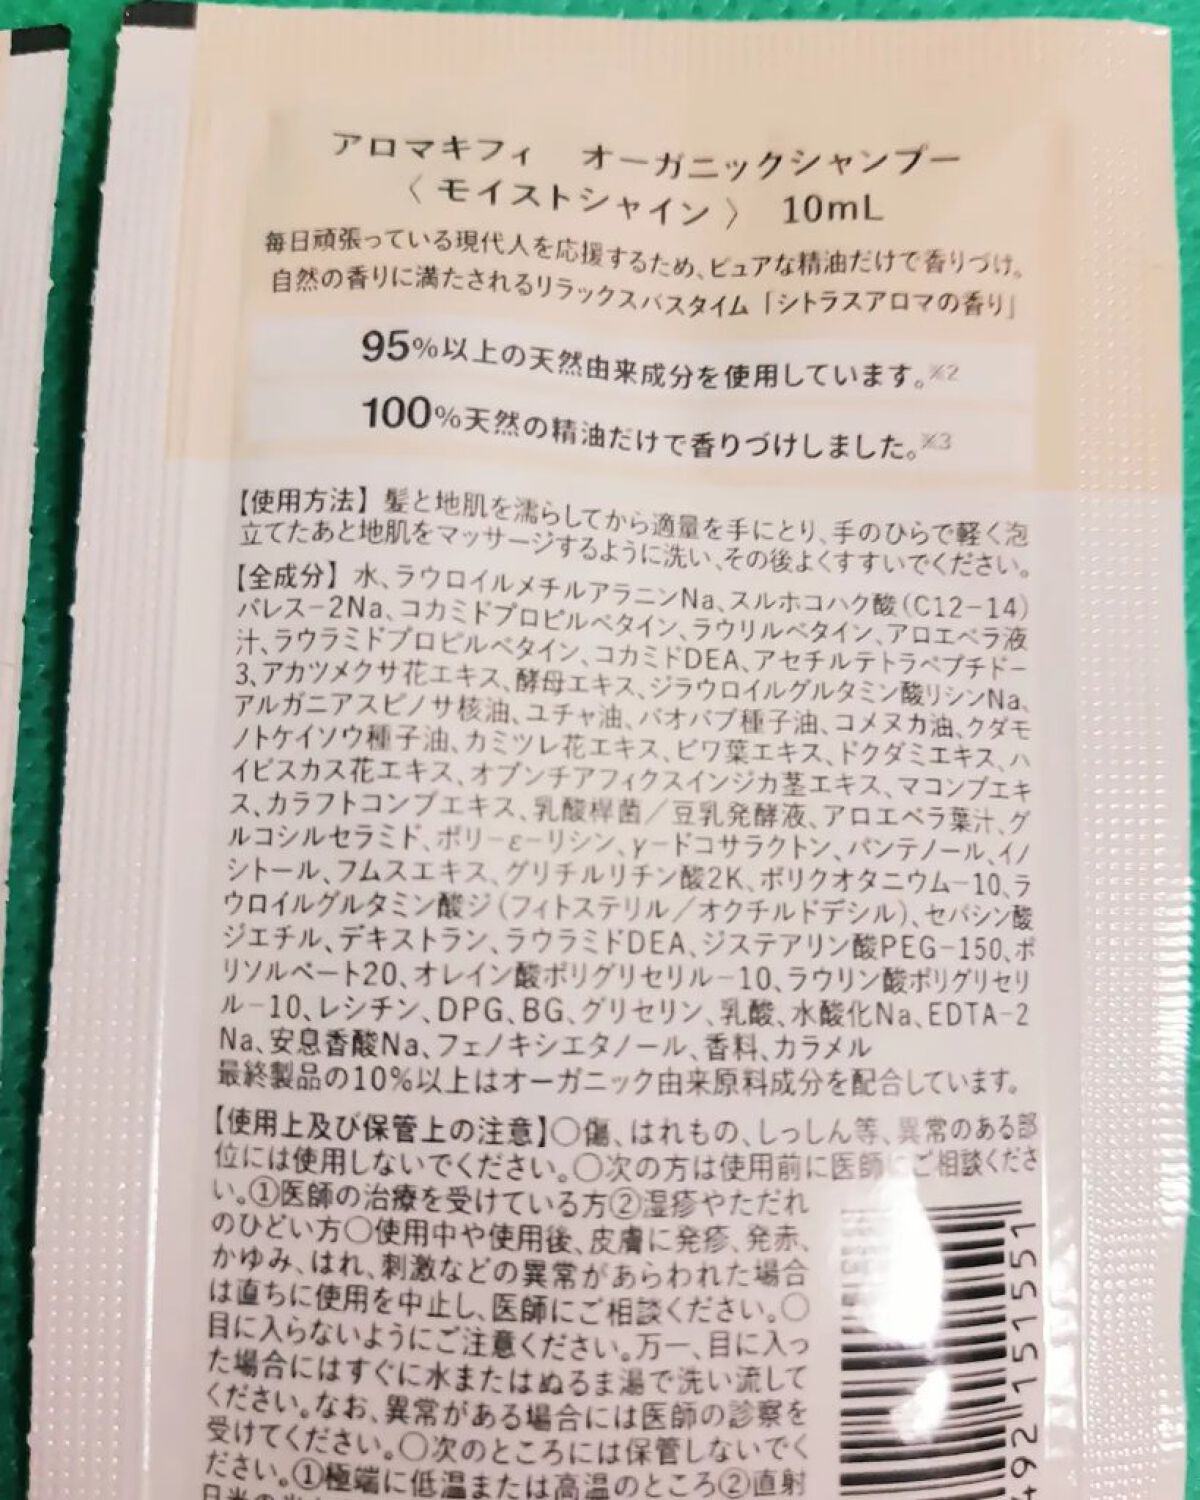 アロマキフィ オーガニックシャンプー
〈モイストシャイン〉 10mL
毎日頑張っている現代人を応援するため、ピュアな精油だけで香りづけ。
自然の香りに満たされるリラックスバスタイム「シトラスアロマの香り」
95%以上の天然由来成分を使用しています。※2
100%天然の精油だけで香りづけしました。※3
【使用方法】髪と地肌を濡らしてから適量を手にとり、手のひらで軽く泡
立てたあと地肌をマッサージするように洗い、その後よくすすいでください。
【全成分】水、ラウロイルメチルアラニンNa、スルホコハク酸(C12-14)
パレス-2Na、コカミドプロピルベタイン、ラウリルベタイン、アロエベラ液
汁、ラウラミドプロピルベタイン、コカミドDEA、アセチルテトラペプチド-
3、アカツメクサ花エキス、酵母エキス、ジラウロイルグルタミン酸リシンNa、
アルガニアスピノサ核油、ユチャ油、バオバブ種子油、コメヌカ油、クダモ
ノトケイソウ種子油、カミツレ花エキス、ビワ葉エキス、ドクダミエキス、ハ
イビスカス花エキス、オプンチアフィクスインジカ茎エキス、マコンブエキ
ス、カラフトコンブエキス、乳酸桿菌/豆乳発酵液、アロエベラ葉汁、グ
ルコシルセラミド、ポリ-ε-リシン、γ-ドコサラクトン、パンテノール、イノ
シトール、フムスエキス、グリチルリチン酸2K、ポリクオタニウム-10、ラ
ウロイルグルタミン酸ジ(フィトステリル/オクチルドデシル)、セバシン酸
ジエチル、デキストラン、ラウラミドDEA、ジステアリン酸PEG-150、ポ
リソルベート20、オレイン酸ポリグリセリル-10、ラウリン酸ポリグリセリ
ル-10、レシチン、DPG、BG、グリセリン、乳酸、水酸化Na、EDTA-2
Na、安息香酸Na、フェノキシエタノール、香料、カラメル
最終製品の10%以上はオーガニック由来原料成分を配合しています。
【使用上及び保管上の注意】○傷、はれもの、しっしん等、異常のある部
位には使用しないでください。○次の方は使用前に医師にご相談くださ
い。①医師の治療を受けている方②湿疹やただれ
のひどい方○使用中や使用後、皮膚に発疹、発赤、
かゆみ、はれ、刺激などの異常があらわれた場合
は直ちに使用を中止し、医師にご相談ください。○
目に入らないようにご注意ください。万一、目に入っ
た場合にはすぐに水またはぬるま湯で洗い流して
ください。なお、異常がある場合には医師の診察を
受けてください。○次のところには保管しないでく
ださい。①極端に低温または高温のところ②直射
492151551